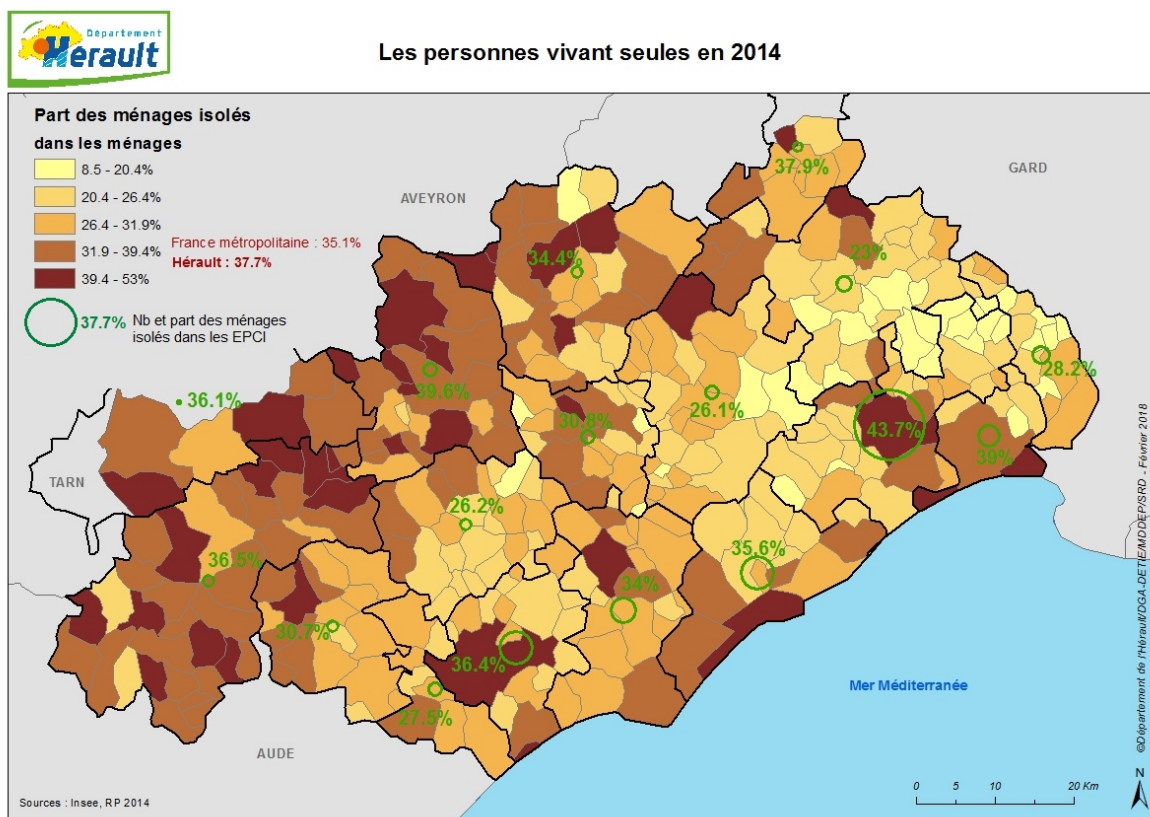 Département
Hérault
Les personnes vivant seules en 2014
Part des ménages isolés
dans les ménages
8.5 - 20.4%
20.4 - 26.4%
26.4 - 31.9%
31.9 - 39.4%
39.4 - 53%
France métropolitaine : 35.1%
Hérault : 37.7%
37.7% Nb et part des ménages
isolés dans les EPCI
AVEYRON
GARD
TARN
AUDE
37.9%
34.4%
23%
28.2%
39.6%
36.1%
26.1%
30.8%
43.7%
39%
26.2%
36.5%
35.6%
34%
30.7%
36.4%
27.5%
Mer Méditerranée
0 5 10 20 Km
N
Sources : Insee, RP 2014
©Département de l'Hérault/DGA-DETIE/MDDEP/SRD - Février 2018